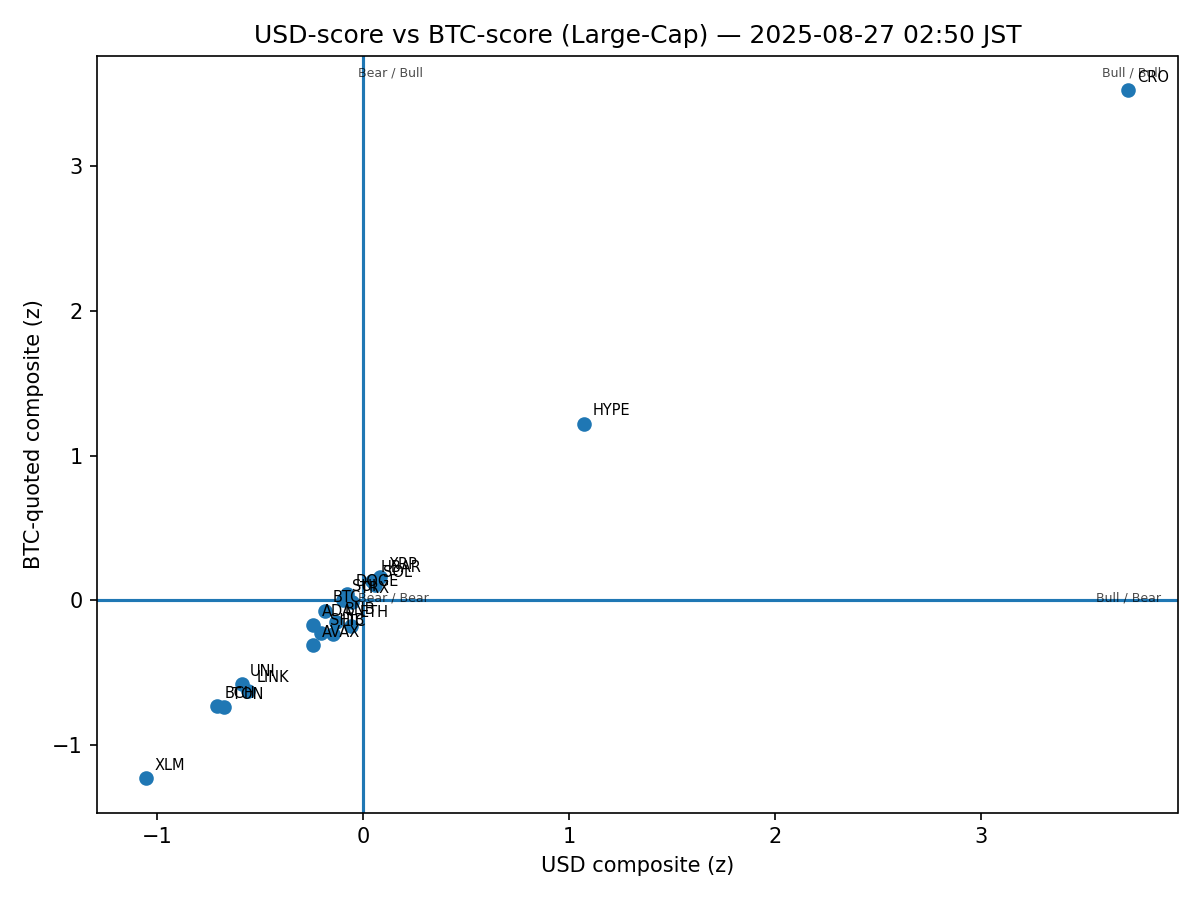 USD-score vs BTC-score (Large-Cap) — 2025-08-27 02:50 JST
Bear / Bull
Bull / Bull
CRO
3
2
HYPE
1
BTC-quoted composite (z)
XRP
HBAR
SOL
DOGE
BTC
0
Bear / Bear
Bull / Bear
ADA
BNB
ETH
SHIB
AVAX
UNI
LINK
BCH
TON
−1
XLM
−1
0
1
2
3
USD composite (z)